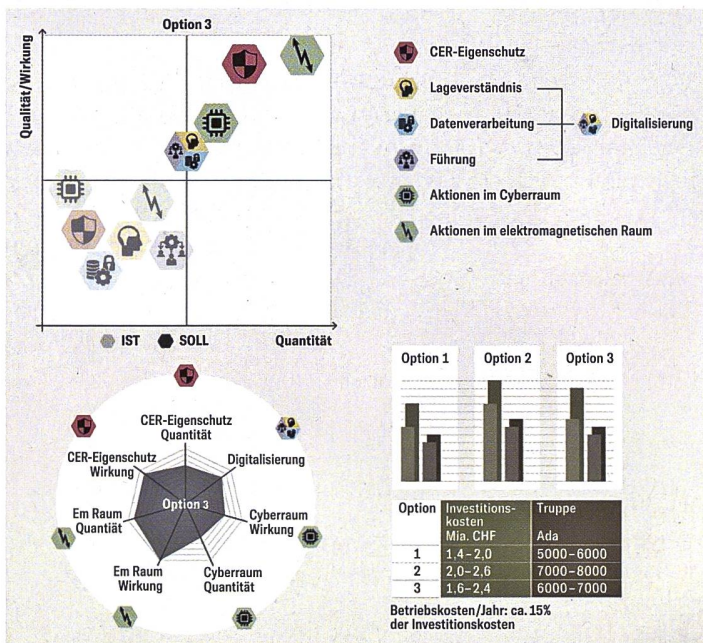 Option 3
Qualität/Wirkung
IST
SOLL
Quantität
CER-Eigenschutz
Lageverständnis
Datenverarbeitung
Digitalisierung
Führung
Aktionen im Cyberraum
Aktionen im elektromagnetischen Raum
CER-Eigenschutz
Quantität
CER-Eigenschutz
Wirkung
Digitalisierung
Em Raum
Quantiät
Option 3
Cyberraum
Wirkung
Em Raum
Wirkung
Cyberraum
Quantität
Option 1
Option 2
Option 3
Option Investitions- Truppe
kosten
Mia. CHF Ada
1 1,4–2,0 5000–6000
2 2,0–2,6 7000–8000
3 1,6–2,4 6000–7000
Betriebskosten/Jahr: ca. 15%
der Investitionskosten